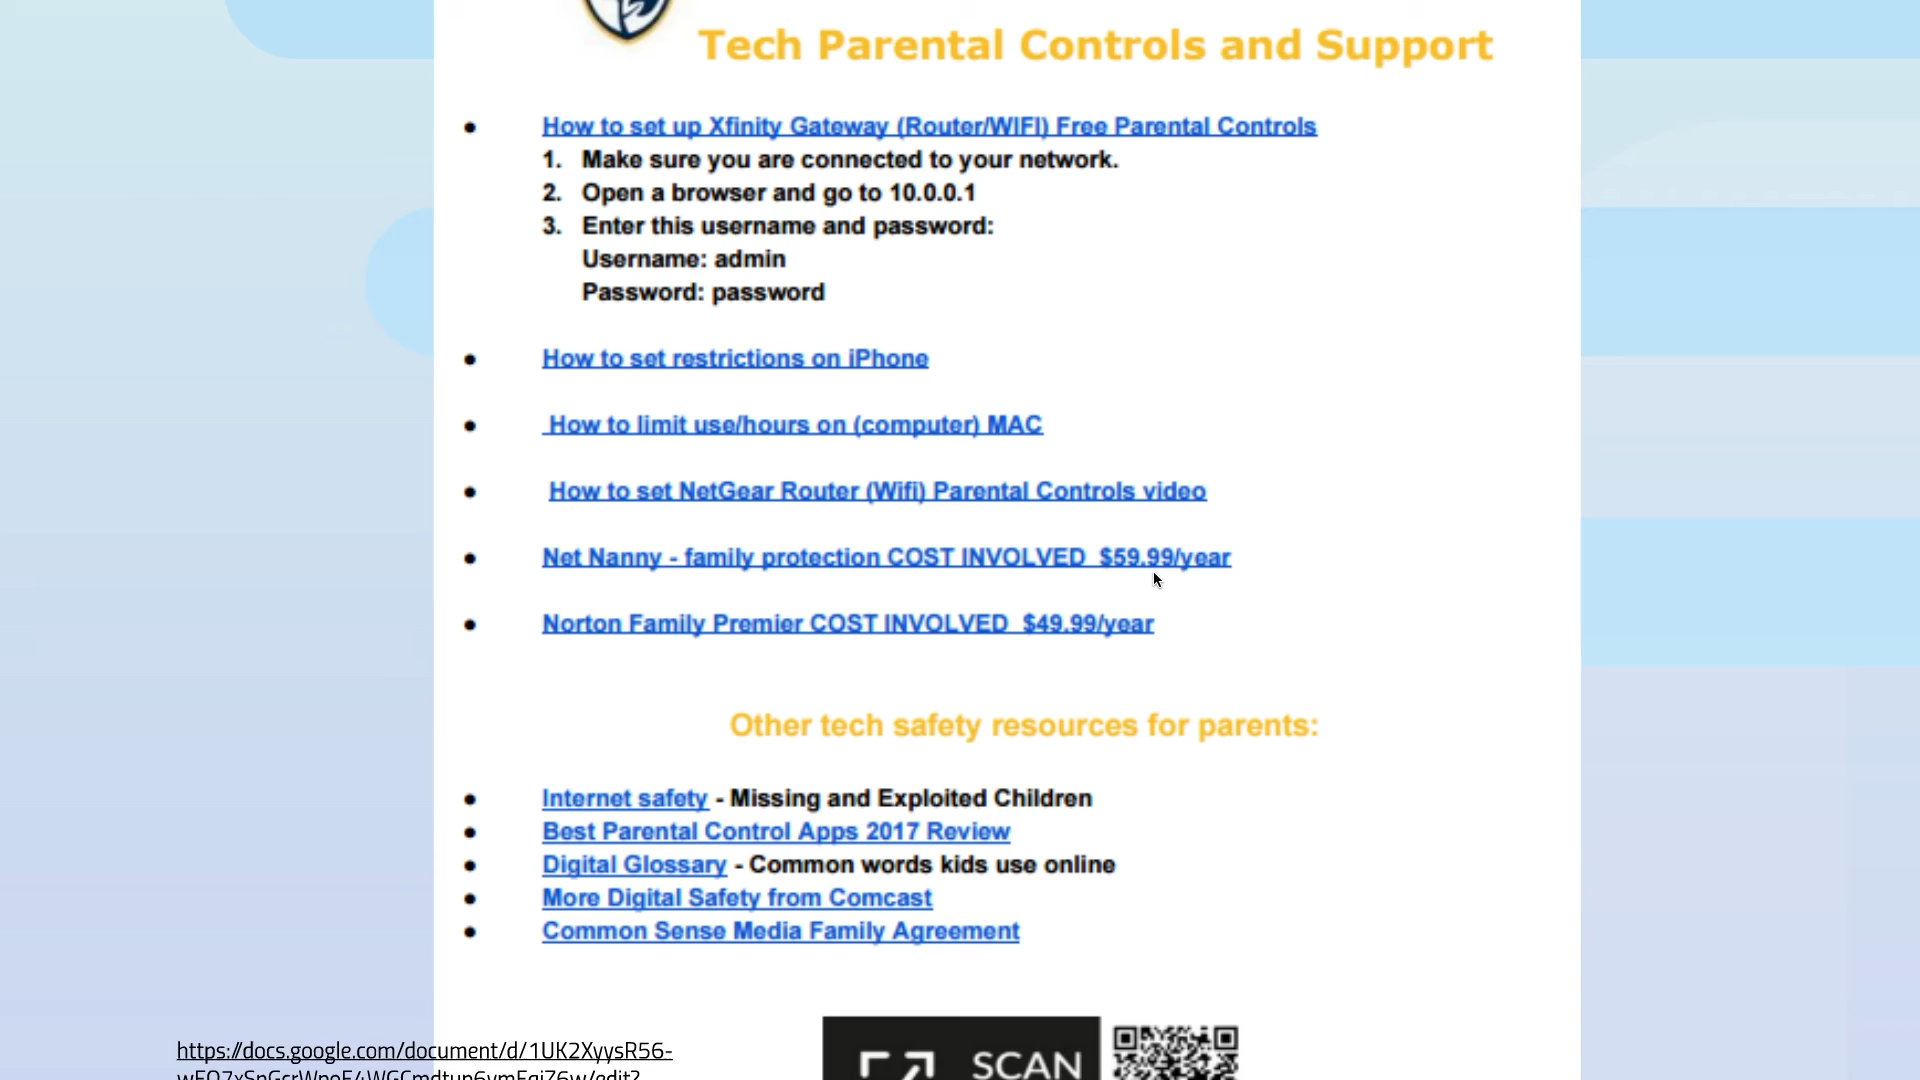 Tech Parental Controls and Support
● How to set up Xfinity Gateway (Router/WIFI) Free Parental Controls
1. Make sure you are connected to your network.
2. Open a browser and go to 10.0.0.1
3. Enter this username and password:
Username: admin
Password: password
● How to set restrictions on iPhone
● How to limit use/hours on (computer) MAC
● How to set NetGear Router (Wifi) Parental Controls video
● Net Nanny - family protection COST INVOLVED $59.99/year
● Norton Family Premier COST INVOLVED $49.99/year
Other tech safety resources for parents:
● Internet safety - Missing and Exploited Children
● Best Parental Control Apps 2017 Review
● Digital Glossary - Common words kids use online
● More Digital Safety from Comcast
● Common Sense Media Family Agreement
SCAN
https://docs.google.com/document/d/1UK2XyysR56-